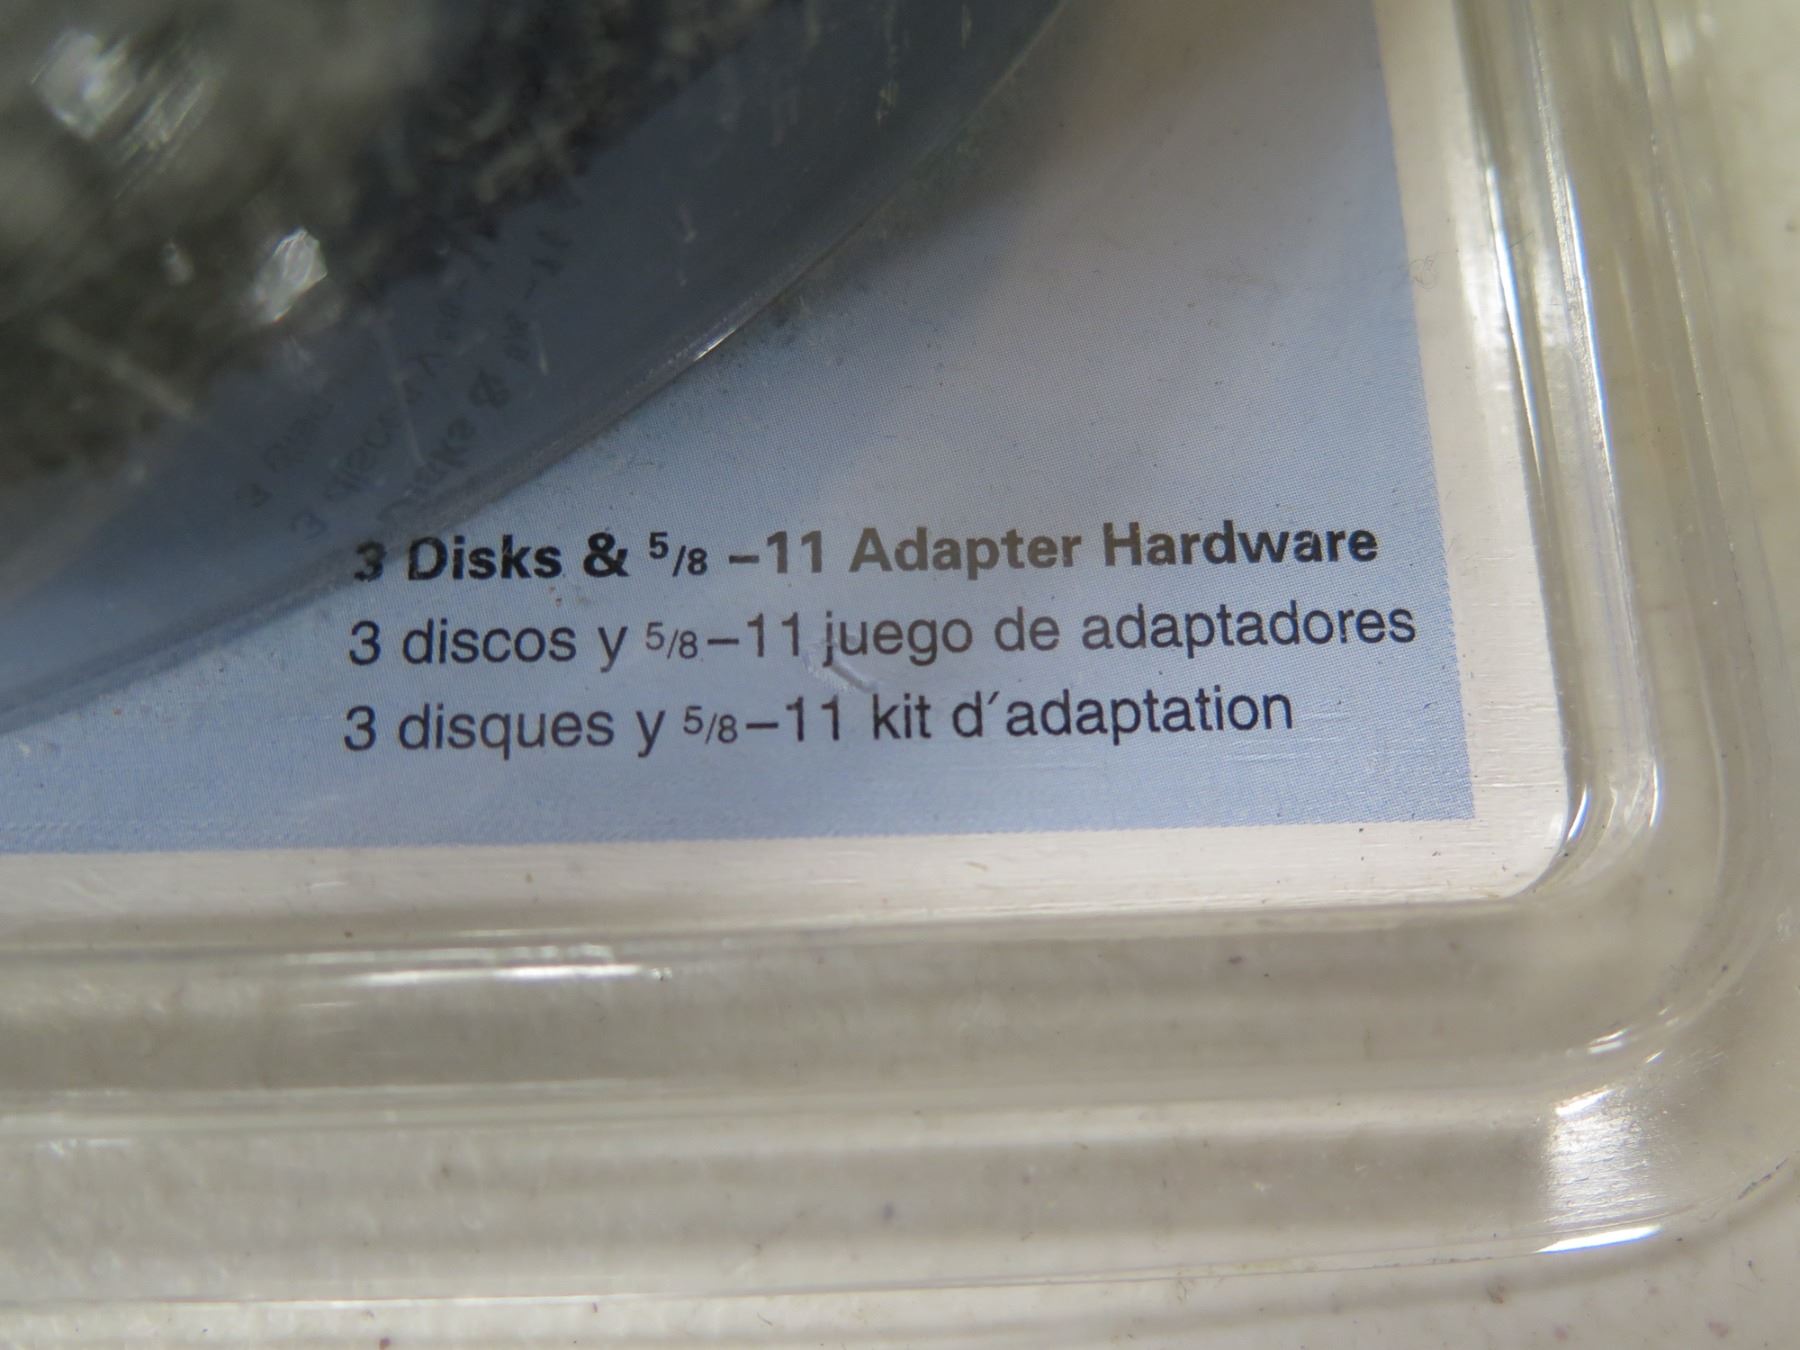 3 Disks & 5/8 –11 Adapter Hardware
3 discos y 5/8–11 juego de adaptadores
3 disques y 5/8–11 kit d′adaptation